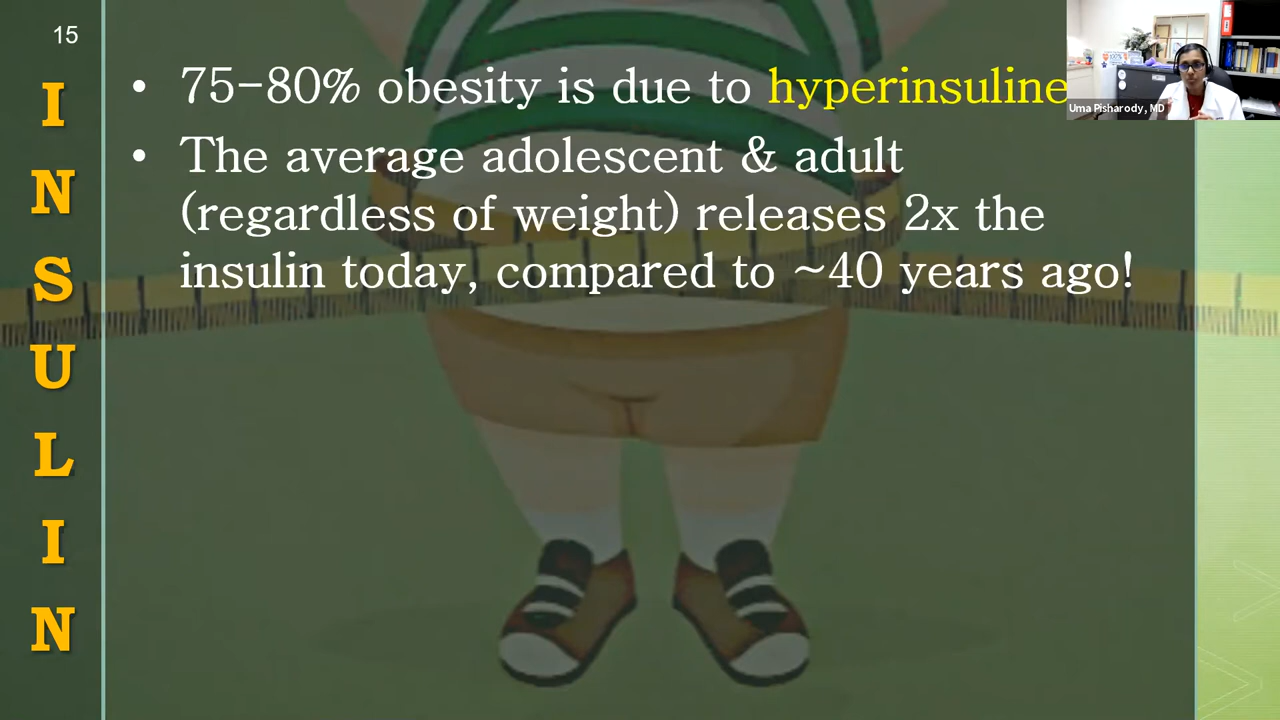 15
I
N
S
U
L
I
N
• 75-80% obesity is due to hyperinsuline
• The average adolescent & adult
(regardless of weight) releases 2x the
insulin today, compared to ~40 years ago!
Uma Pisharody, MD